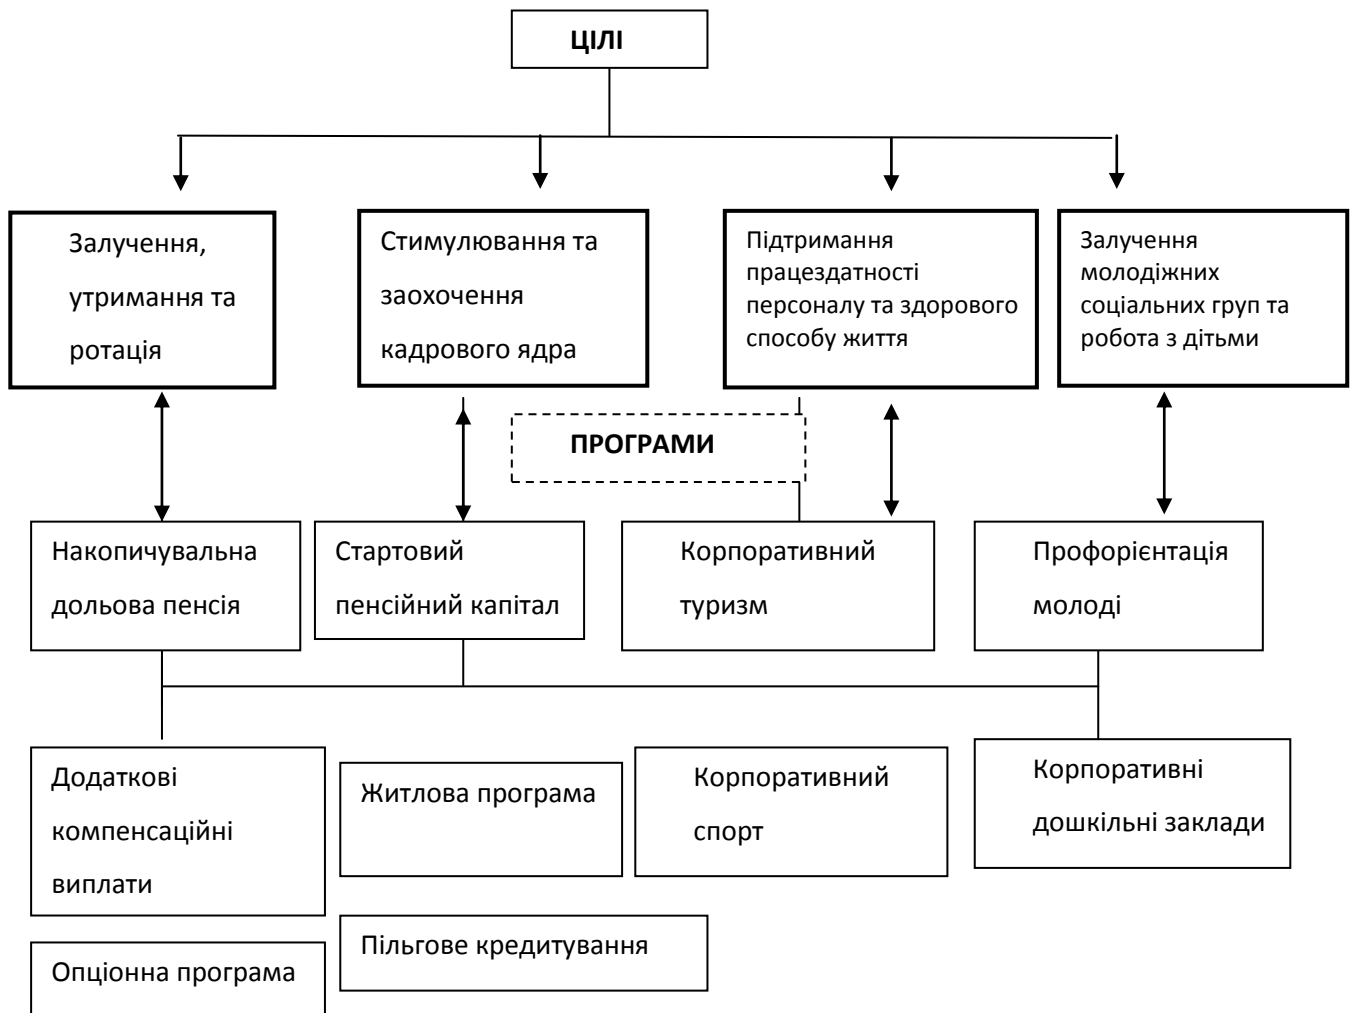 ЦІЛІ
Залучення,
утримання та
ротація
Стимулювання та
заохочення
кадрового ядра
Підтримання
працездатності
персоналу та здорового
способу життя
Залучення
молодіжних
соціальних груп та
робота з дітьми
ПРОГРАМИ
Накопичувальна
дольова пенсія
Стартовий
пенсійний капітал
Корпоративний
туризм
Профорієнтація
молоді
Додаткові
компенсаційні
виплати
Житлова програма
Корпоративний
спорт
Корпоративні
дошкільні заклади
Пільгове кредитування
Опціонна програма